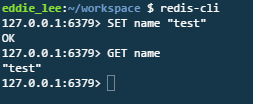 eddie_lee:~/workspace $ redis-cli
127.0.0.1:6379> SET name "test"
OK
127.0.0.1:6379> GET name
"test"
127.0.0.1:6379>